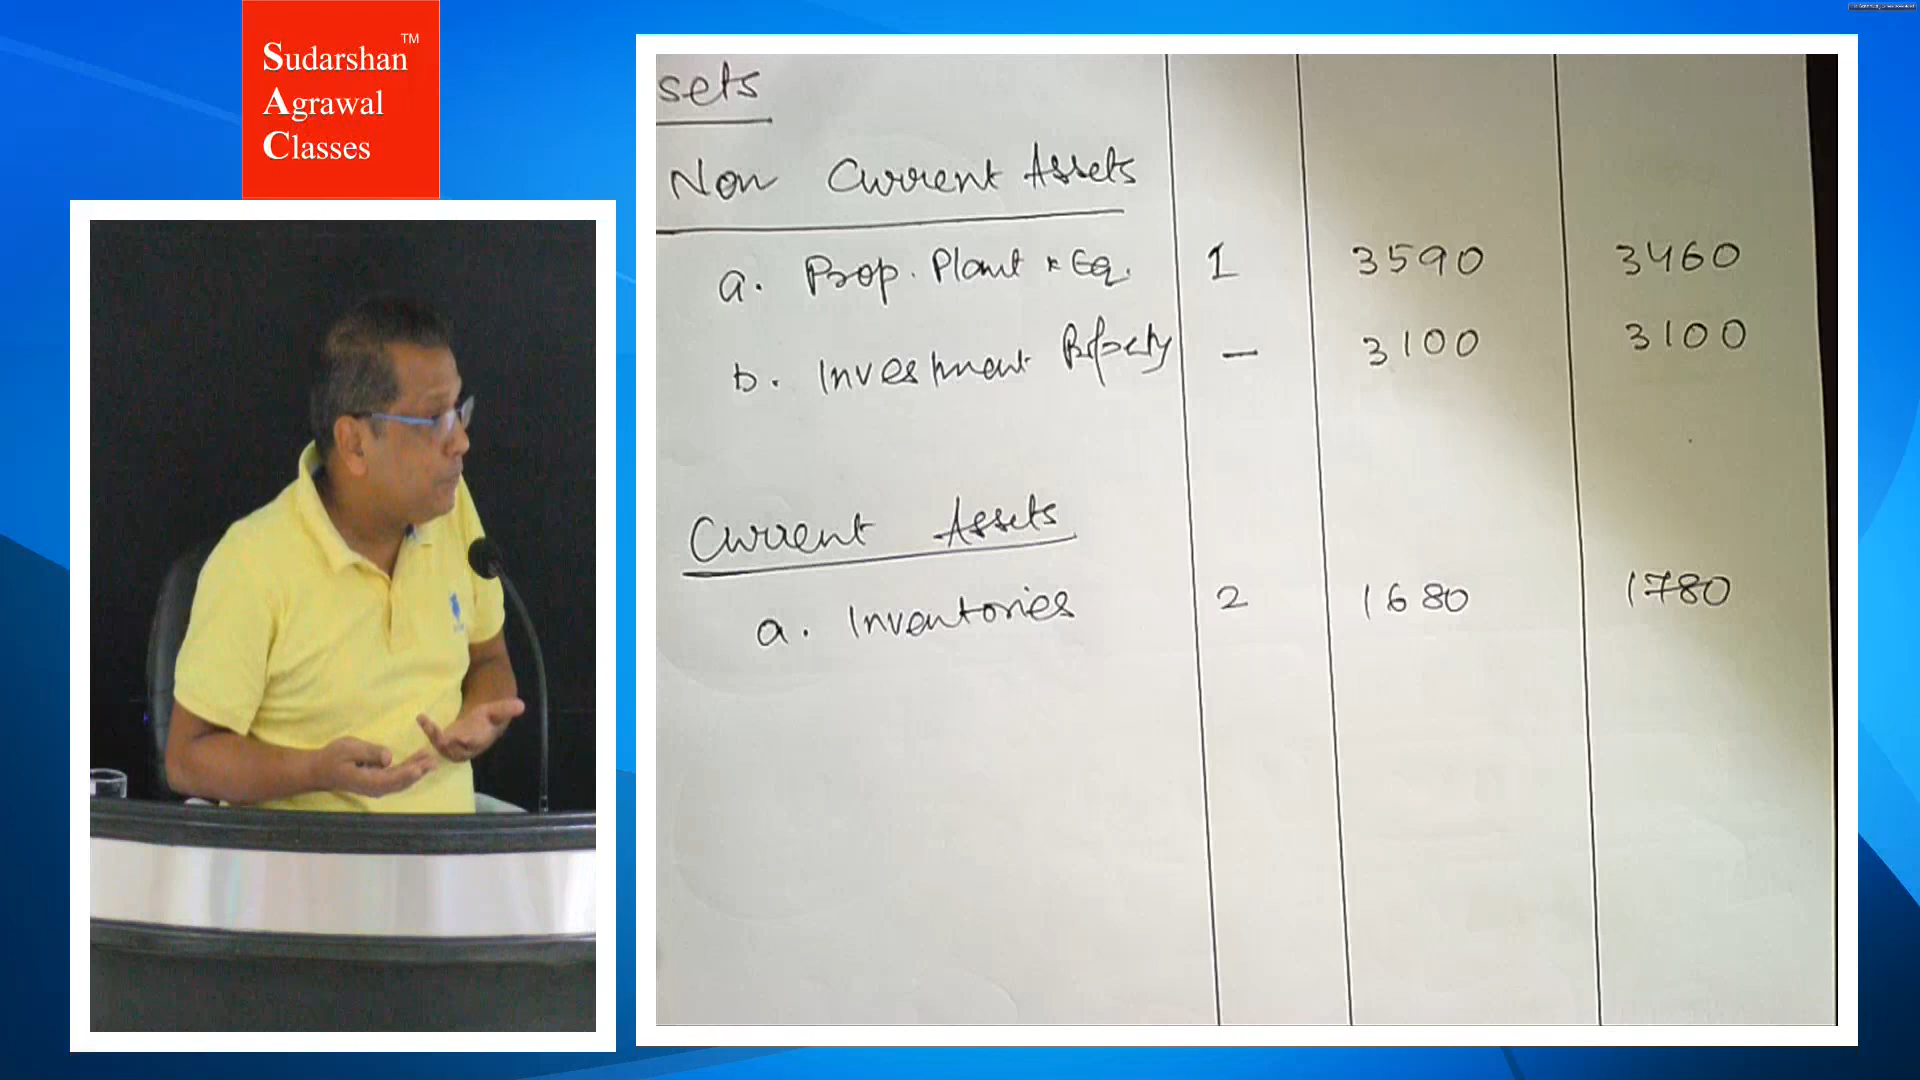 Sudarshan™
Agrawal
Classes
sets
Non Current Assets
a. Prop. Plant & Eq. 1 3590 3460
b. Investment Property – 3100 3100
Current Assets
a. Inventories 2 1680 1780